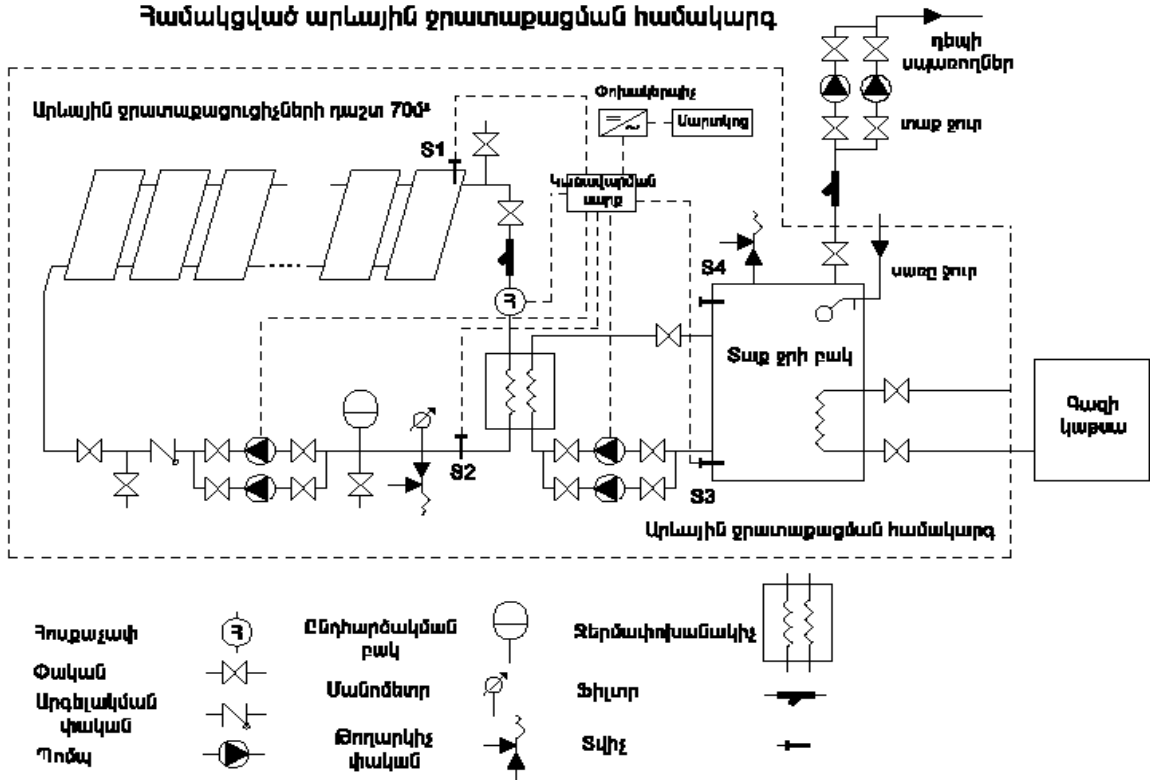 Համակցված արևային ջրատաքացման համակարգ
դեպի
սպառողներ
Արևային ջրատաքացուցիչների դաշտ 70մ²
Փոխակերպիչ
Մարտկոց
տաք ջուր
S1
Կառավարման
սարք
Հ
S4
սառը ջուր
Տաք ջրի բակ
Գազի
կաթսա
S2
S3
Արևային ջրատաքացման համակարգ
Հոսքաչափ
Հ
Ընդհարձակման
բակ
Ջերմափոխանակիչ
Փական
Մանոմետր
Ֆիլտր
Արգելակման
փական
Թողարկիչ
փական
Տվիչ
Պոմպ